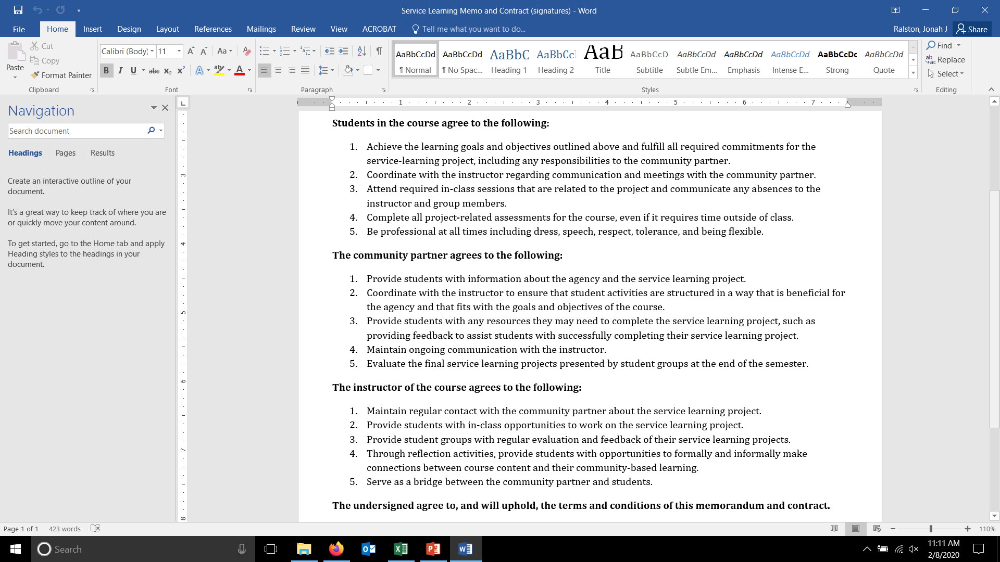 Service Learning Memo and Contract (signatures) - Word
File Home Insert Design Layout References Mailings Review View ACROBAT Tell me what you want to do... Ralston, Jonah J Share
Paste
Cut
Copy
Format Painter
Clipboard
Calibri (Body) 11 Aa
B I U abc x₂ x² A ab A
Font
Paragraph
AaBbCcDd AaBbCcDd AaBbC AaBbCc AaB AaBbCcD AaBbCcDd AaBbCcDd AaBbCcDd AaBbCcDc AaBbCcDd
¶ Normal ¶ No Spac... Heading 1 Heading 2 Title Subtitle Subtle Em... Emphasis Intense E... Strong Quote
Styles
Find
Replace
Select
Editing
Navigation
Search document
Headings Pages Results
Create an interactive outline of your
document.
It's a great way to keep track of where you are
or quickly move your content around.
To get started, go to the Home tab and apply
Heading styles to the headings in your
document.
L
1 2 3 4 5 6 7
3
4
5
6
7
8
Students in the course agree to the following:
1. Achieve the learning goals and objectives outlined above and fulfill all required commitments for the
service-learning project, including any responsibilities to the community partner.
2. Coordinate with the instructor regarding communication and meetings with the community partner.
3. Attend required in-class sessions that are related to the project and communicate any absences to the
instructor and group members.
4. Complete all project-related assessments for the course, even if it requires time outside of class.
5. Be professional at all times including dress, speech, respect, tolerance, and being flexible.
The community partner agrees to the following:
1. Provide students with information about the agency and the service learning project.
2. Coordinate with the instructor to ensure that student activities are structured in a way that is beneficial for
the agency and that fits with the goals and objectives of the course.
3. Provide students with any resources they may need to complete the service learning project, such as
providing feedback to assist students with successfully completing their service learning project.
4. Maintain ongoing communication with the instructor.
5. Evaluate the final service learning projects presented by student groups at the end of the semester.
The instructor of the course agrees to the following:
1. Maintain regular contact with the community partner about the service learning project.
2. Provide students with in-class opportunities to work on the service learning project.
3. Provide student groups with regular evaluation and feedback of their service learning projects.
4. Through reflection activities, provide students with opportunities to formally and informally make
connections between course content and their community-based learning.
5. Serve as a bridge between the community partner and students.
The undersigned agree to, and will uphold, the terms and conditions of this memorandum and contract.
Page 1 of 1 423 words 110%
Search
11:11 AM
2/8/2020